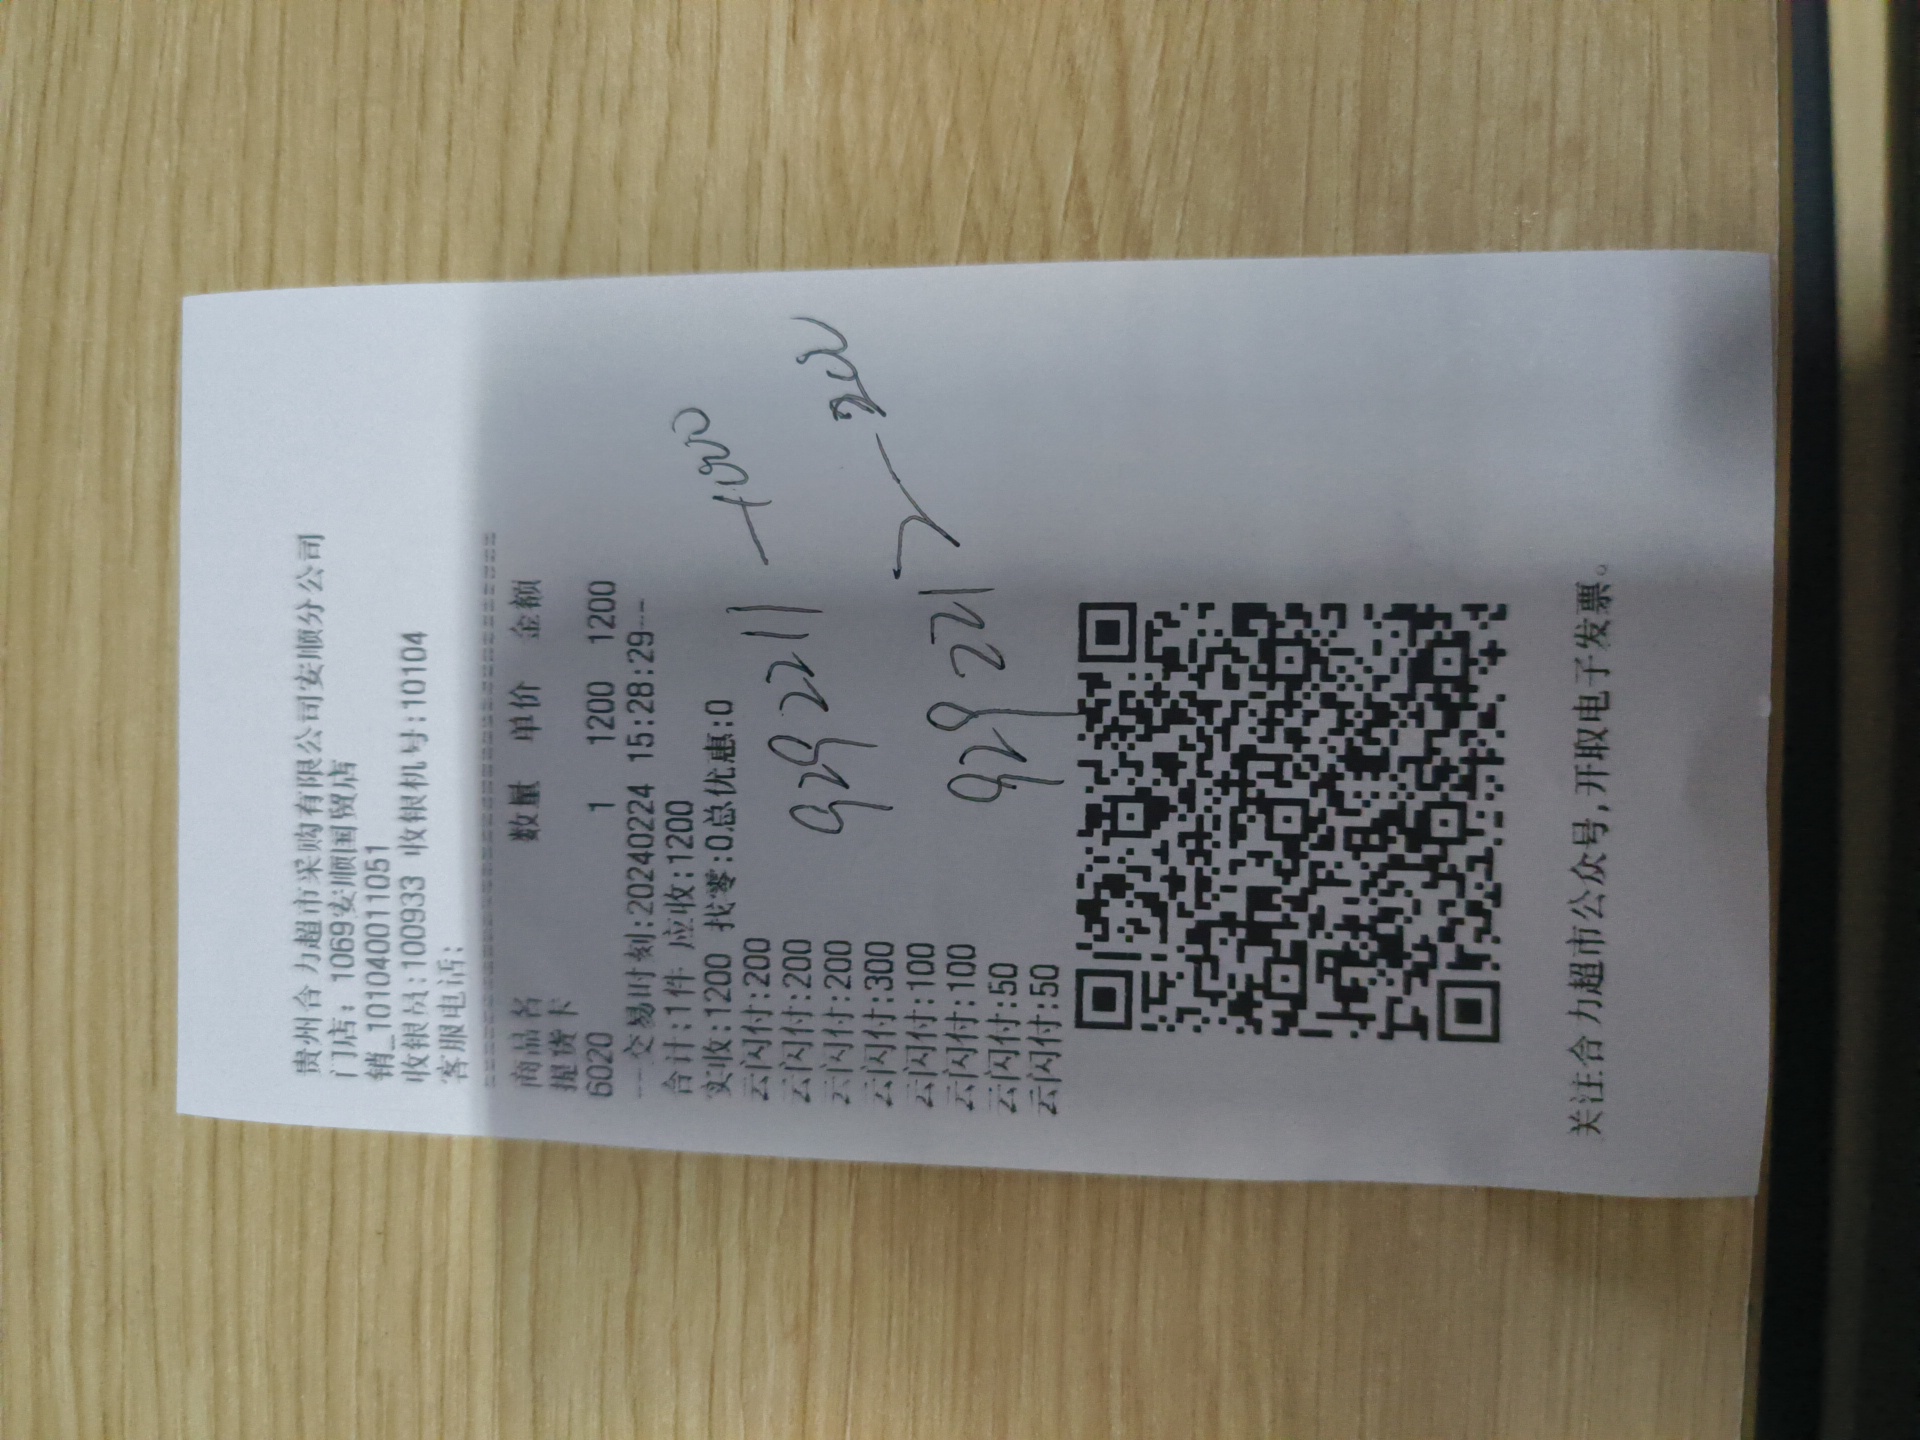 贵州合力超市采购有限公司安顺分公司
门店: 1069安顺国贸店
销_1010400011051
收银员:100933 收银机号:10104
客服电话:
商品名 数量 单价 金额
提货卡
6020 1 1200 1200
---交易时刻:20240224 15:28:29---
合计:1件 应收:1200
实收:1200 找零:0总优惠:0
云闪付:200
云闪付:200
云闪付:200
云闪付:300
云闪付:100
云闪付:100
云闪付:50
云闪付:50
关注合力超市公众号,开取电子发票。